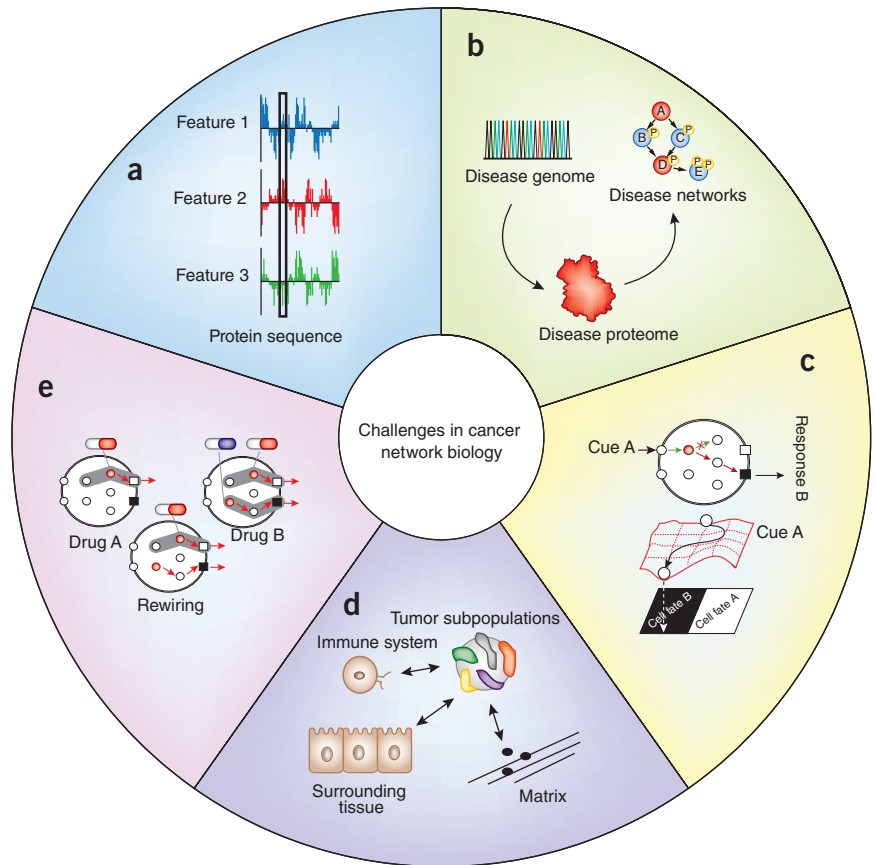 a
Feature 1
Feature 2
Feature 3
Protein sequence
b
Disease genome
A
B
P
C
P
D
P
E
P
P
Disease networks
Disease proteome
c
Cue A
Response B
Cue A
Cell fate B
Cell fate A
d
Tumor subpopulations
Immune system
Surrounding
tissue
Matrix
e
Drug A
Drug B
Rewiring
Challenges in cancer
network biology